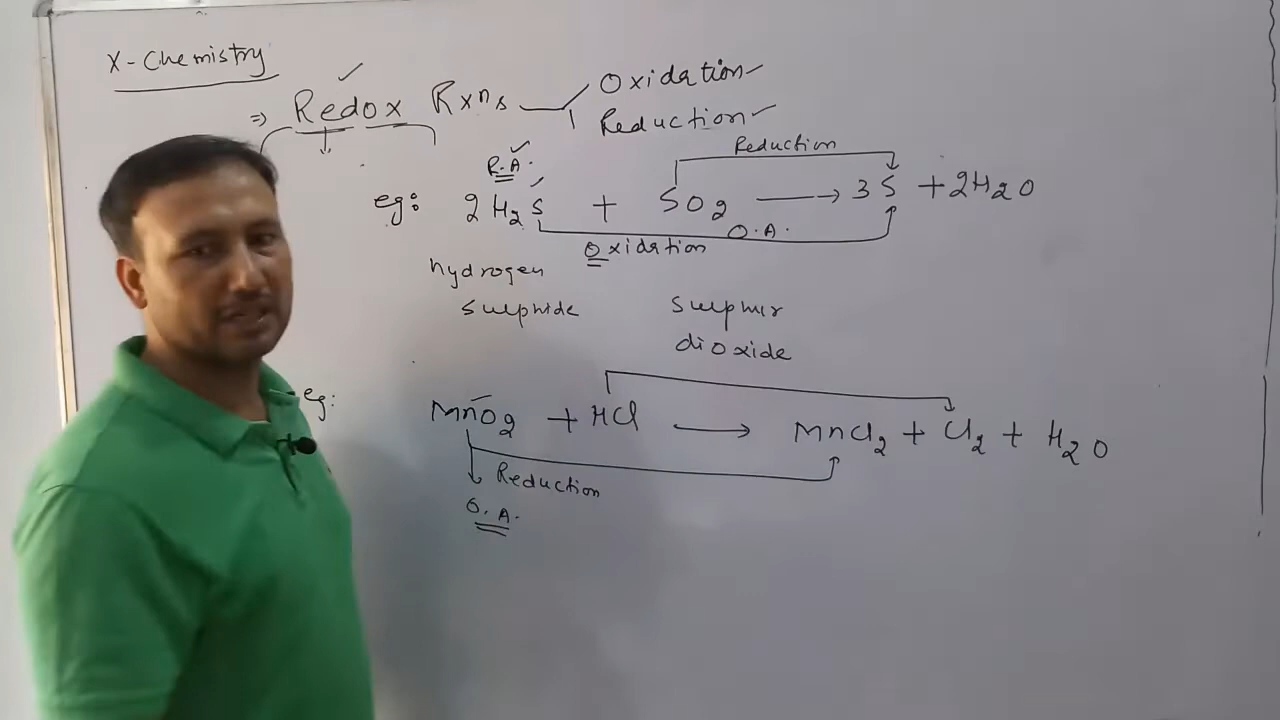 X- Chemistry
⇒ Redox Rxns
Oxidation
Reduction
R.A.
Reduction
eg: 2H₂S + SO₂ → 3S + 2H₂O
O.A.
Oxidation
hydrogen
sulphide
sulphur
dioxide
eg: MnO₂ + HCl → MnCl₂ + Cl₂ + H₂O
Reduction
O.A.